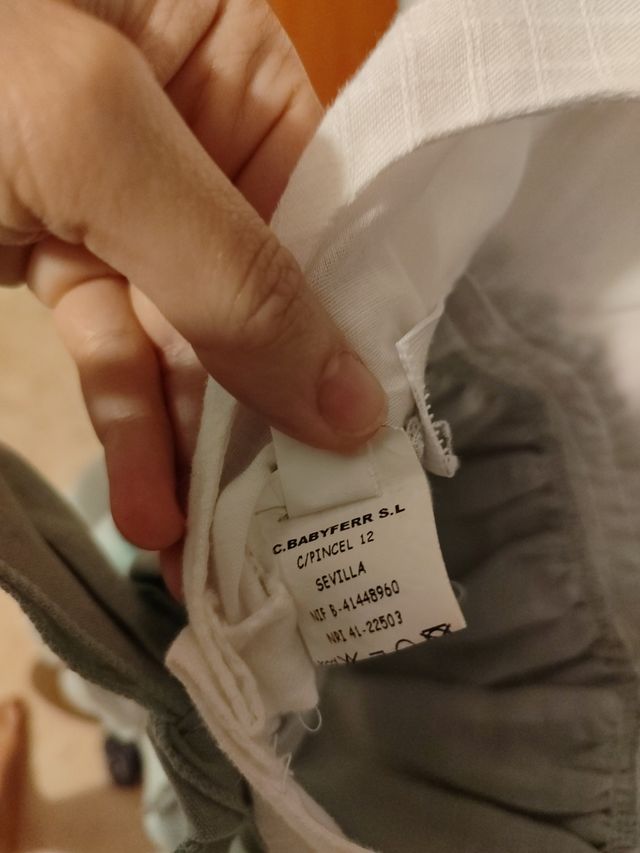 C.BABYFERR S.L
C/PINCEL 12
SEVILLA
NIF B-41448960
NRI 41-22503